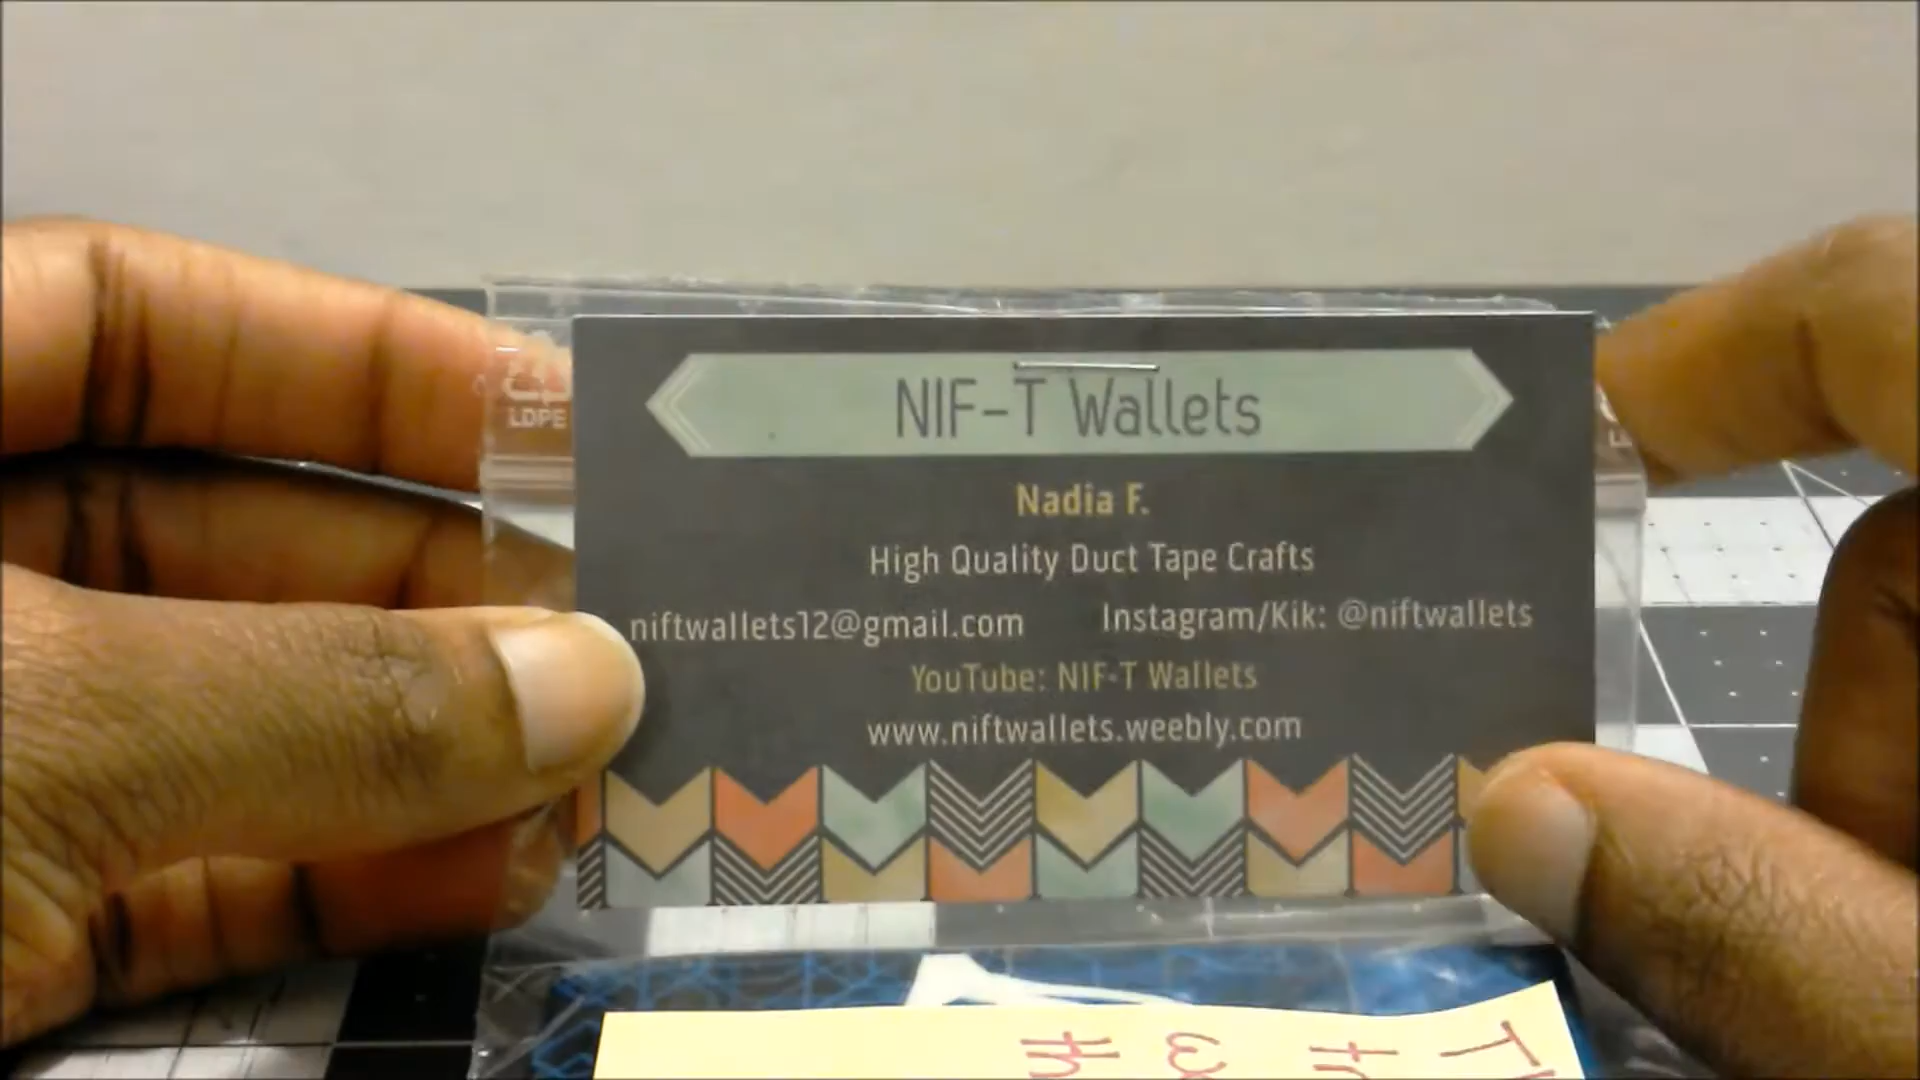 LDPE
NIF-T Wallets
Nadia F.
High Quality Duct Tape Crafts
niftwallets12@gmail.com Instagram/Kik: @niftwallets
YouTube: NIF-T Wallets
www.niftwallets.weebly.com